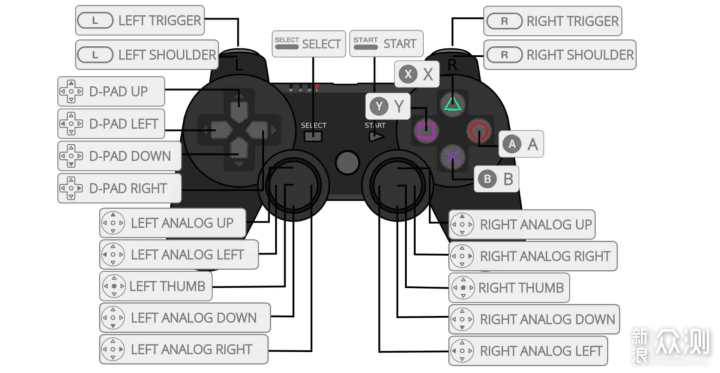 L LEFT TRIGGER
L LEFT SHOULDER
SELECT SELECT
START START
R RIGHT TRIGGER
R RIGHT SHOULDER
L
R
X X
Y Y
A A
B B
D-PAD UP
D-PAD LEFT
D-PAD DOWN
D-PAD RIGHT
SELECT
START
LEFT ANALOG UP
LEFT ANALOG LEFT
LEFT THUMB
LEFT ANALOG DOWN
LEFT ANALOG RIGHT
RIGHT ANALOG UP
RIGHT ANALOG RIGHT
RIGHT THUMB
RIGHT ANALOG DOWN
RIGHT ANALOG LEFT
新浪众测